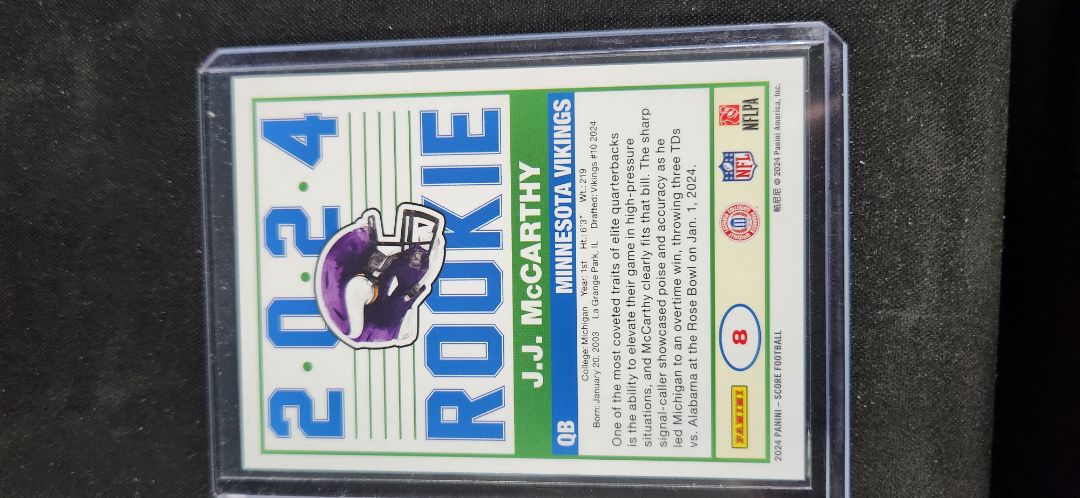 2•0•2•4
ROOKIE
J.J. McCARTHY
QB MINNESOTA VIKINGS
College: Michigan Year: 1st Ht.: 6'3" Wt.: 219
Born: January 20, 2003 La Grange Park, IL Drafted: Vikings #10 2024
One of the most coveted traits of elite quarterbacks
is the ability to elevate their game in high-pressure
situations, and McCarthy clearly fits that bill. The sharp
signal-caller showcased poise and accuracy as he
led Michigan to an overtime win, throwing three TDs
vs. Alabama at the Rose Bowl on Jan. 1, 2024.
PANINI
8
NFL
NFLPA
2024 PANINI – SCORE FOOTBALL
帕尼尼 © 2024 Panini America, Inc.